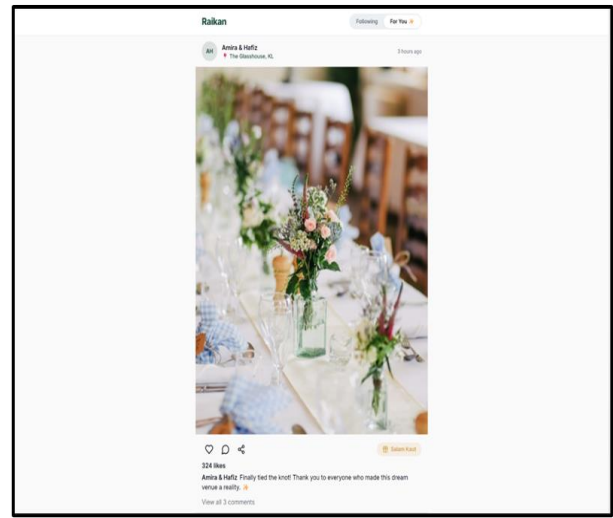 Raikan
Following For You ✨
AH
Amira & Hafiz
📍 The Glasshouse, KL
3 hours ago
Salam Kaut
324 likes
Amira & Hafiz Finally tied the knot! Thank you to everyone who made this dream
venue a reality. ✨
View all 3 comments